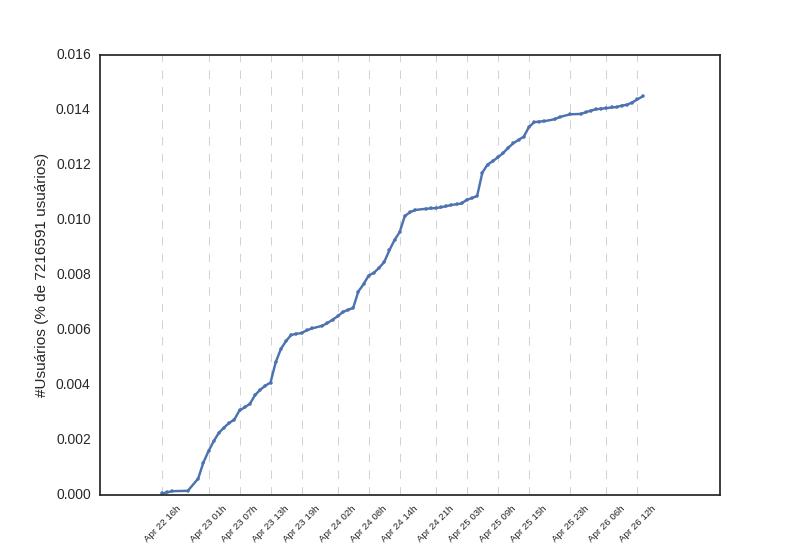 #Usuários (% de 7216591 usuários)
0.016
0.014
0.012
0.010
0.008
0.006
0.004
0.002
0.000
Apr 22 16h
Apr 23 01h
Apr 23 07h
Apr 23 13h
Apr 23 19h
Apr 24 02h
Apr 24 08h
Apr 24 14h
Apr 24 21h
Apr 25 03h
Apr 25 09h
Apr 25 15h
Apr 25 23h
Apr 26 06h
Apr 26 12h